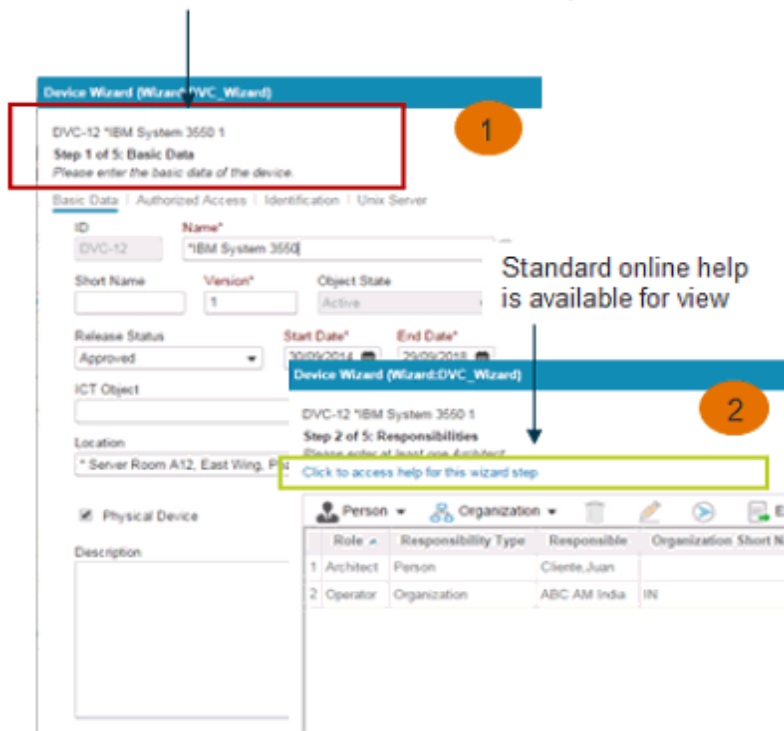 Device Wizard (Wizard:DVC_Wizard)
1
DVC-12 "IBM System 3550 1
Step 1 of 5: Basic Data
Please enter the basic data of the device.
Basic Data | Authorized Access | Identification | Unix Server
ID Name*
DVC-12 "IBM System 3550
Short Name Version* Object State
1 Active
Standard online help
is available for view
Release Status Start Date* End Date*
Approved 30/09/2014 29/09/2018
ICT Object
Location
* Server Room A12, East Wing,
Physical Device
Description
Device Wizard (Wizard:DVC_Wizard)
2
DVC-12 "IBM System 3550 1
Step 2 of 5: Responsibilities
Please enter at least one Architect
Click to access help for this wizard step
Person Organization
Role Responsibility Type Responsible Organization Short
1 Architect Person Cliente,Juan
2 Operator Organization ABC AM India IN